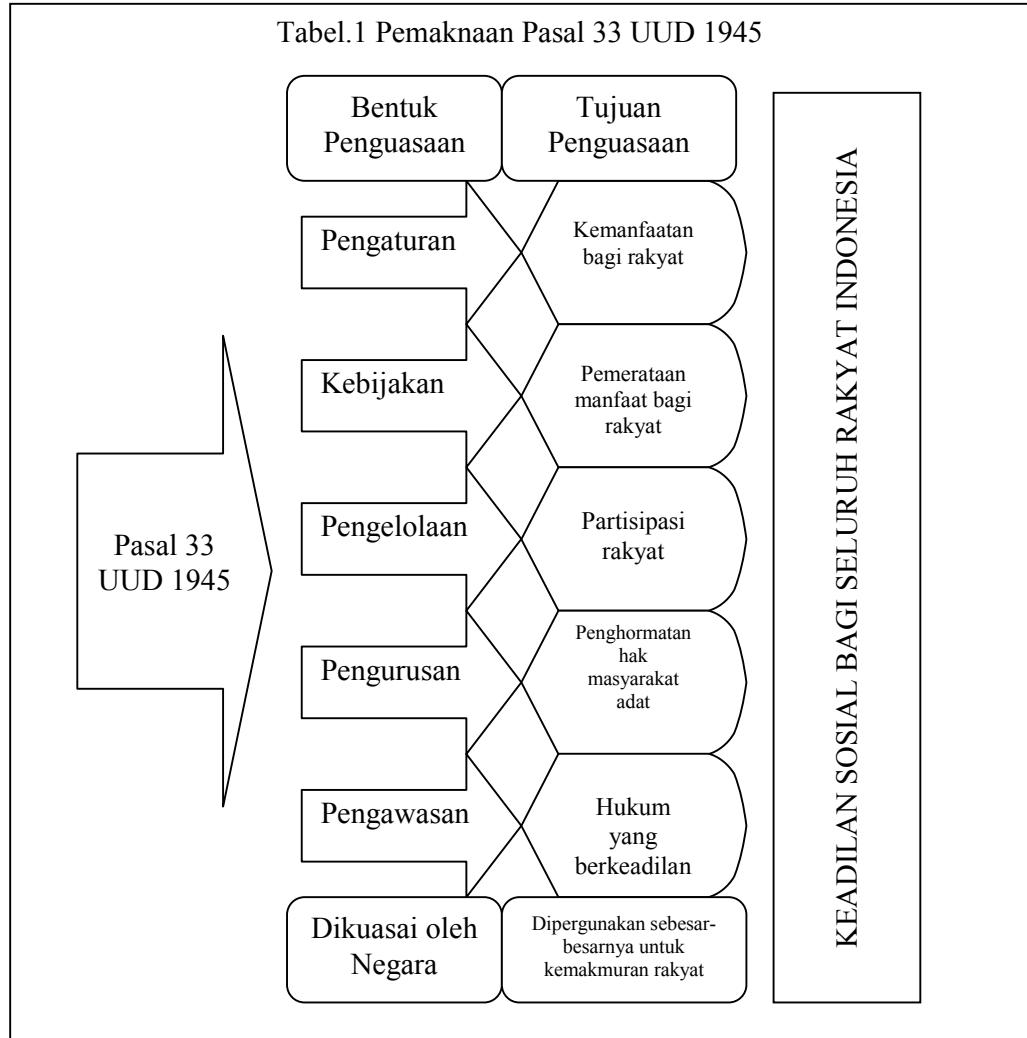 Tabel.1 Pemaknaan Pasal 33 UUD 1945
Bentuk
Penguasaan
Tujuan
Penguasaan
Pengaturan
Kemanfaatan
bagi rakyat
Kebijakan
Pemerataan
manfaat bagi
rakyat
Pasal 33
UUD 1945
Pengelolaan
Partisipasi
rakyat
Pengurusan
Penghormatan
hak
masyarakat
adat
Pengawasan
Hukum
yang
berkeadilan
Dikuasai oleh
Negara
Dipergunakan sebesar-
besarnya untuk
kemakmuran rakyat
KEADILAN SOSIAL BAGI SELURUH RAKYAT INDONESIA